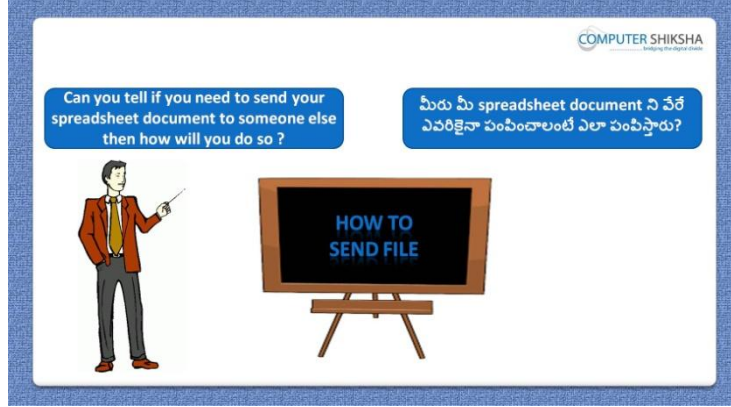 COMPUTER SHIKSHA
bridging the digital divide
Can you tell if you need to send your
spreadsheet document to someone else
then how will you do so ?
మీరు మీ spreadsheet document ని వేరే
ఎవరికైనా పంపించాలంటే ఎలా పంపిస్తారు?
HOW TO
SEND FILE